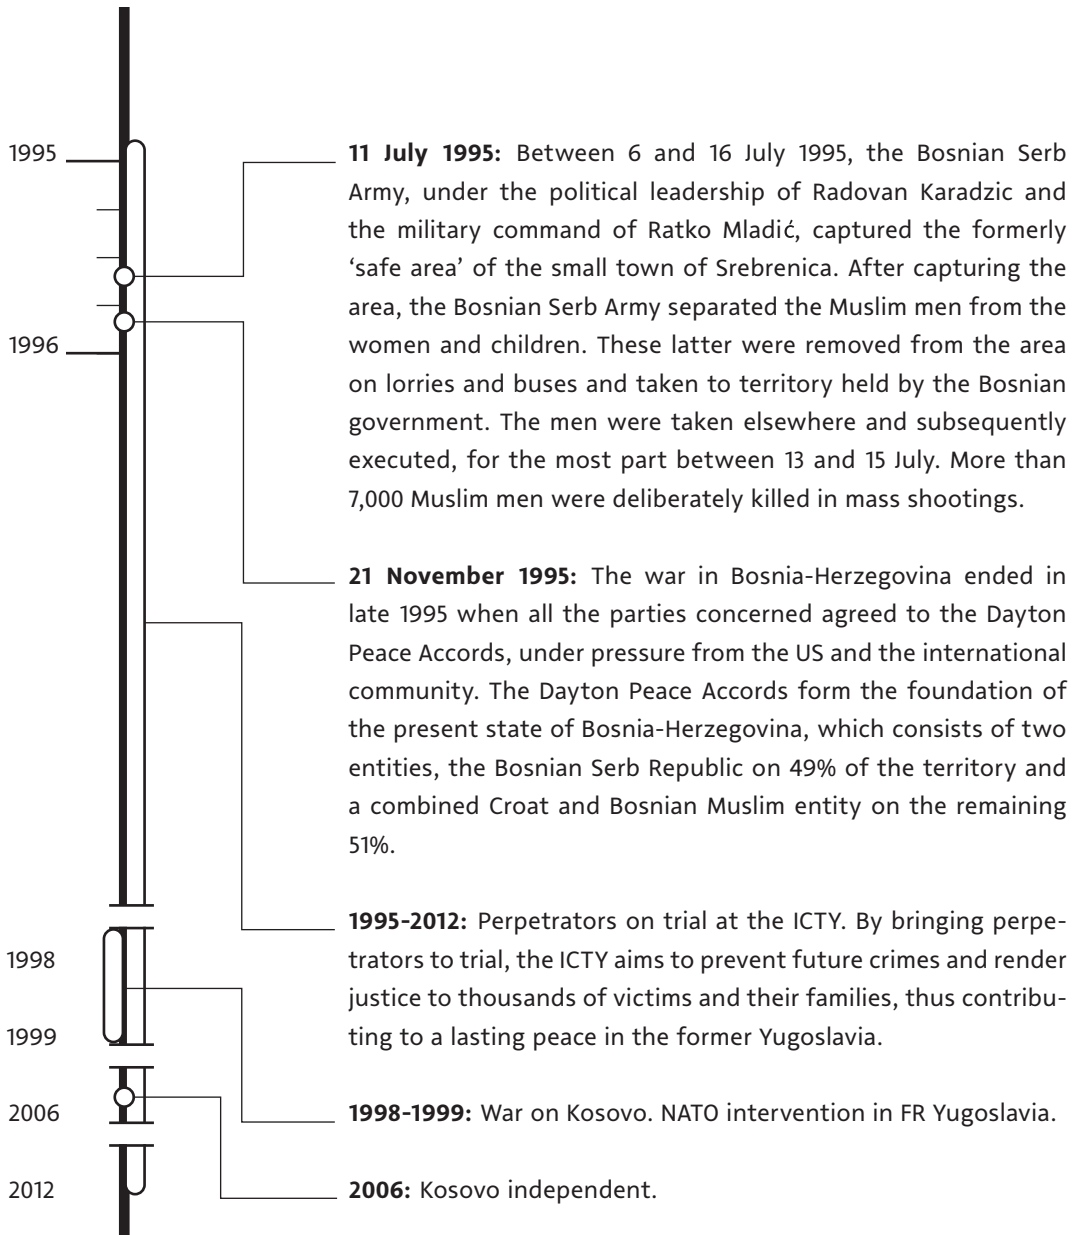 1995
11 July 1995: Between 6 and 16 July 1995, the Bosnian Serb
Army, under the political leadership of Radovan Karadzic and
the military command of Ratko Mladić, captured the formerly
‘safe area’ of the small town of Srebrenica. After capturing the
area, the Bosnian Serb Army separated the Muslim men from the
1996
women and children. These latter were removed from the area
on lorries and buses and taken to territory held by the Bosnian
government. The men were taken elsewhere and subsequently
executed, for the most part between 13 and 15 July. More than
7,000 Muslim men were deliberately killed in mass shootings.
21 November 1995: The war in Bosnia-Herzegovina ended in
late 1995 when all the parties concerned agreed to the Dayton
Peace Accords, under pressure from the US and the international
community. The Dayton Peace Accords form the foundation of
the present state of Bosnia-Herzegovina, which consists of two
entities, the Bosnian Serb Republic on 49% of the territory and
a combined Croat and Bosnian Muslim entity on the remaining
51%.
1995-2012: Perpetrators on trial at the ICTY. By bringing perpe-
1998
trators to trial, the ICTY aims to prevent future crimes and render
justice to thousands of victims and their families, thus contribu-
1999
ting to a lasting peace in the former Yugoslavia.
2006
1998-1999: War on Kosovo. NATO intervention in FR Yugoslavia.
2012
2006: Kosovo independent.